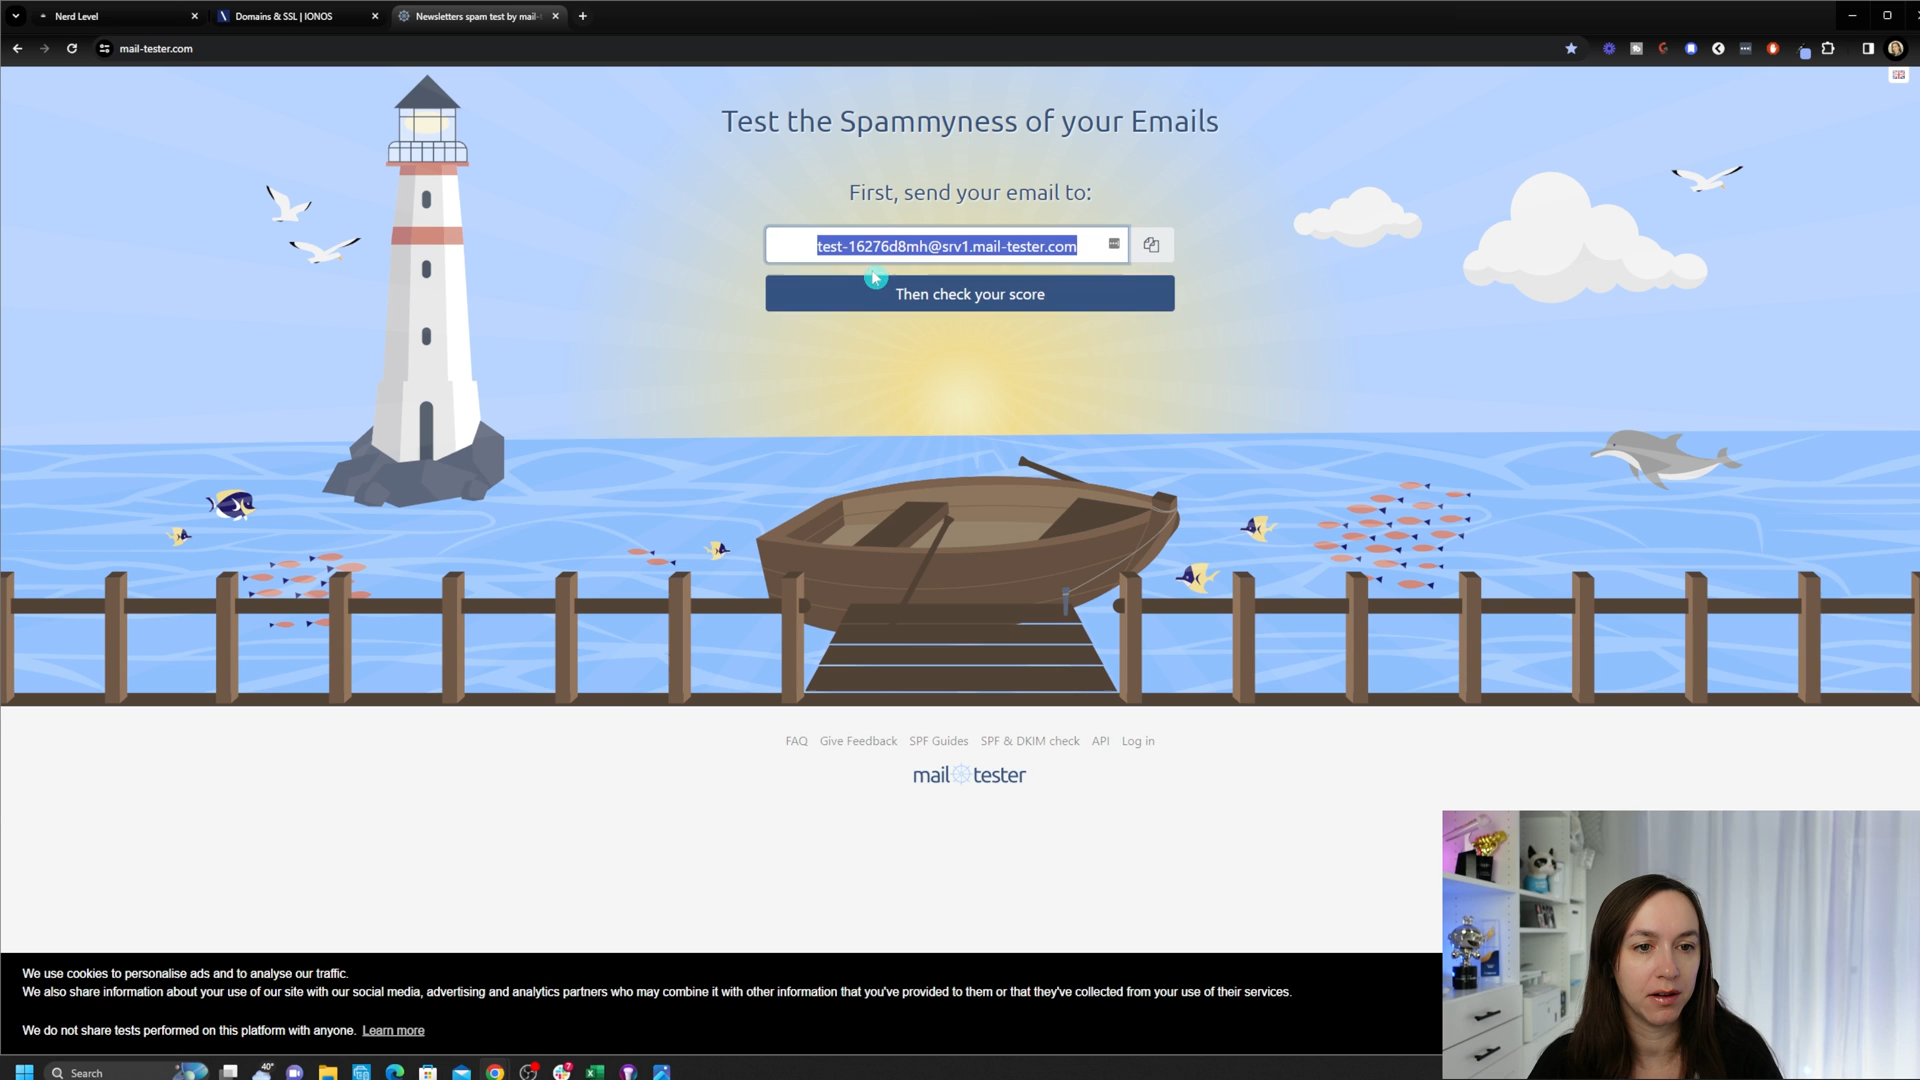 Nerd Level
Domains & SSL | IONOS
Newsletters spam test by mail-
mail-tester.com
Test the Spammyness of your Emails
First, send your email to:
test-16276d8mh@srv1.mail-tester.com
Then check your score
FAQ Give Feedback SPF Guides SPF & DKIM check API Log in
mail tester
We use cookies to personalise ads and to analyse our traffic.
We also share information about your use of our site with our social media, advertising and analytics partners who may combine it with other information that you've provided to them or that they've collected from your use of their services.
We do not share tests performed on this platform with anyone. Learn more
Search
40°